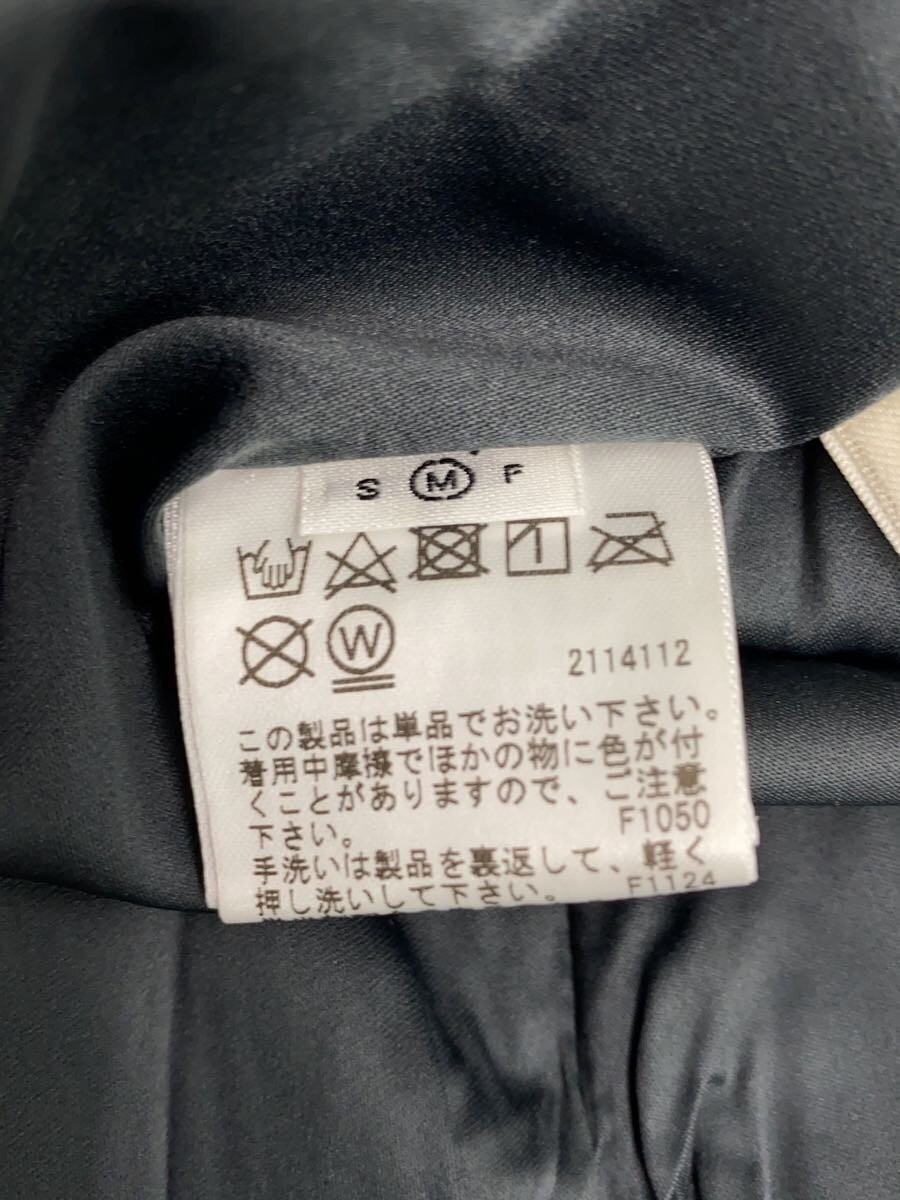 S M F
W
2114112
この製品は単品でお洗い下さい。
着用中摩擦でほかの物に色が付
くことがありますので、ご注意
下さい。 F1050
手洗いは製品を裏返して、軽く
押し洗いして下さい。 F1124